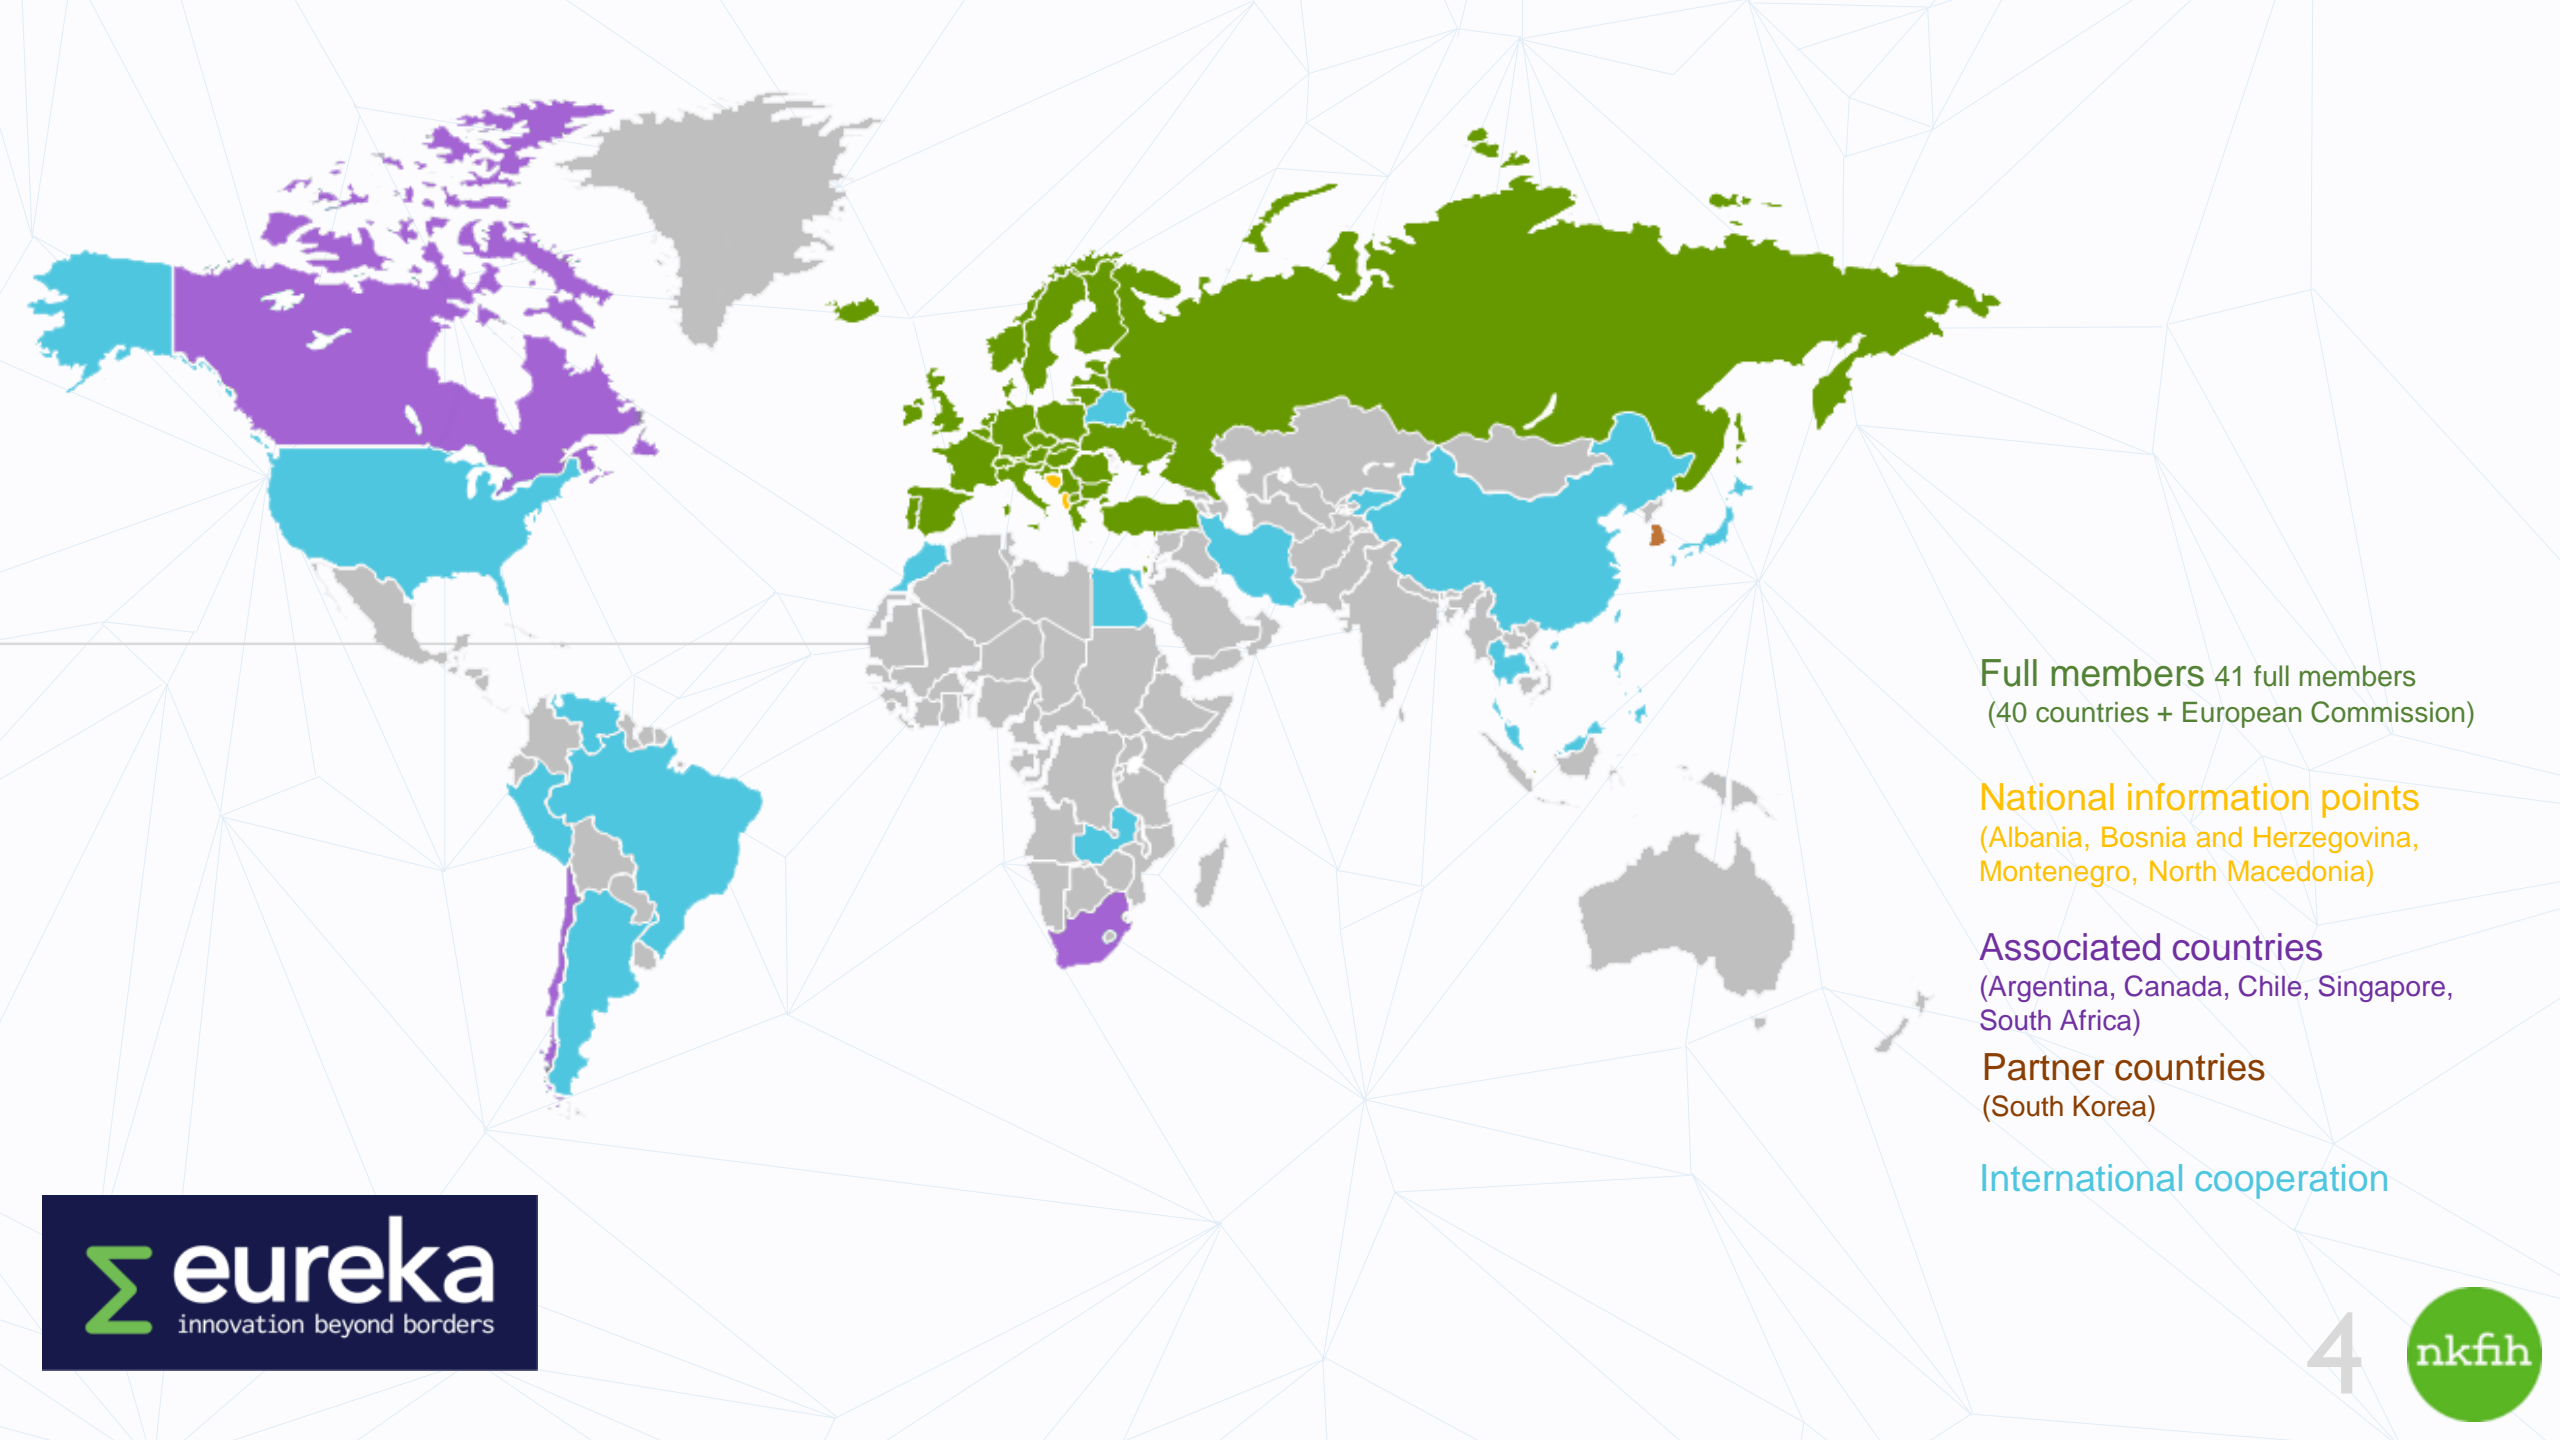 Full members 41 full members
(40 countries + European Commission)
National information points
(Albania, Bosnia and Herzegovina,
Montenegro, North Macedonia)
Associated countries
(Argentina, Canada, Chile, Singapore,
South Africa)
Partner countries
(South Korea)
International cooperation
eureka
innovation beyond borders
4
nkfih